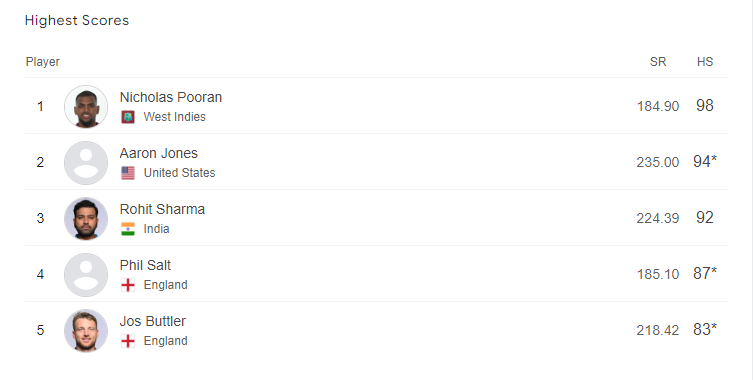 Highest Scores
Player SR HS
1 Nicholas Pooran 184.90 98
West Indies
2 Aaron Jones 235.00 94*
United States
3 Rohit Sharma 224.39 92
India
4 Phil Salt 185.10 87*
England
5 Jos Buttler 218.42 83*
England